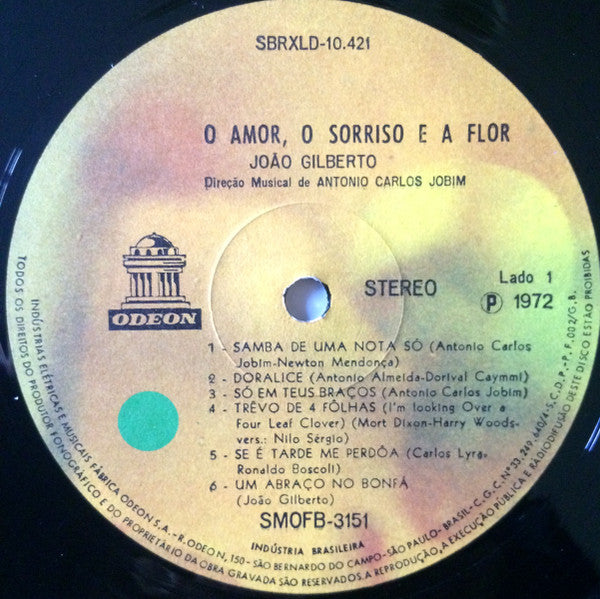 SBRXLD-10.421
O AMOR, O SORRISO E A FLOR
JOÃO GILBERTO
Direção Musical de ANTONIO CARLOS JOBIM
ODEON
STEREO
Lado 1
P 1972
1 - SAMBA DE UMA NOTA SÓ (Antonio Carlos
Jobim-Newton Mendonça)
2 - DORALICE (Antonio Almeida-Dorival Caymmi)
3 - SÓ EM TEUS BRAÇOS (Antonio Carlos Jobim)
4 - TRÊVO DE 4 FÔLHAS (I'm looking Over a
Four Leaf Clover) (Mort Dixon-Harry Woods-
vers.: Nilo Sérgio)
5 - SE É TARDE ME PERDÔA (Carlos Lyra-
Ronaldo Boscoli)
6 - UM ABRAÇO NO BONFÁ
(João Gilberto)
SMOFB-3151
INDÚSTRIA BRASILEIRA
INDÚSTRIAS ELÉTRICAS E MUSICAIS FÁBRICA ODEON S.A.-R.ODEON, 150-SÃO BERNARDO DO CAMPO-SÃO PAULO-BRASIL-C.G.C. Nº 33.249.640/4-S.C.D.P.-P.F.002/G.B.
TODOS OS DIREITOS DO PRODUTOR FONOGRÁFICO E DO PROPRIETÁRIO DA OBRA GRAVADA SÃO RESERVADOS. A REPRODUÇÃO, A EXECUÇÃO PÚBLICA E RADIODIFUSÃO DESTE DISCO ESTÃO PROIBIDAS